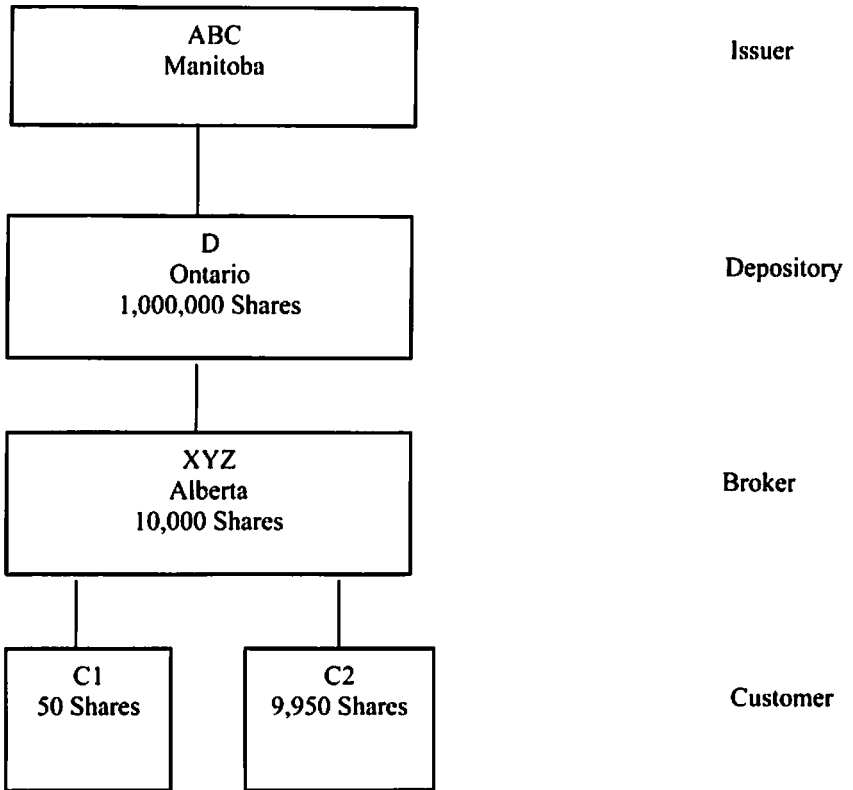 ABC
Manitoba
Issuer
D
Ontario
1,000,000 Shares
Depository
XYZ
Alberta
10,000 Shares
Broker
C1
50 Shares
C2
9,950 Shares
Customer